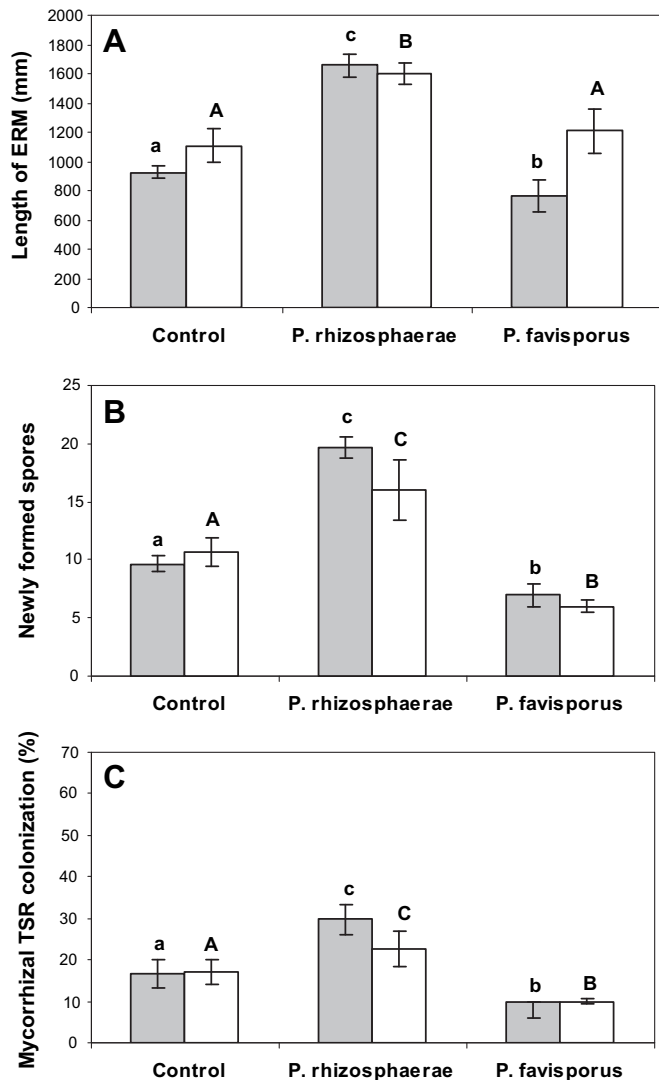 A
Length of ERM (mm)
2000
1800
1600
1400
1200
1000
800
600
400
200
0
a
A
c
B
b
A
Control
P. rhizosphaerae
P. favisporus
B
Newly formed spores
25
20
15
10
5
0
a
A
c
C
b
B
Control
P. rhizosphaerae
P. favisporus
C
Mycorrhizal TSR colonization (%)
70
60
50
40
30
20
10
0
a
A
c
C
b
B
Control
P. rhizosphaerae
P. favisporus